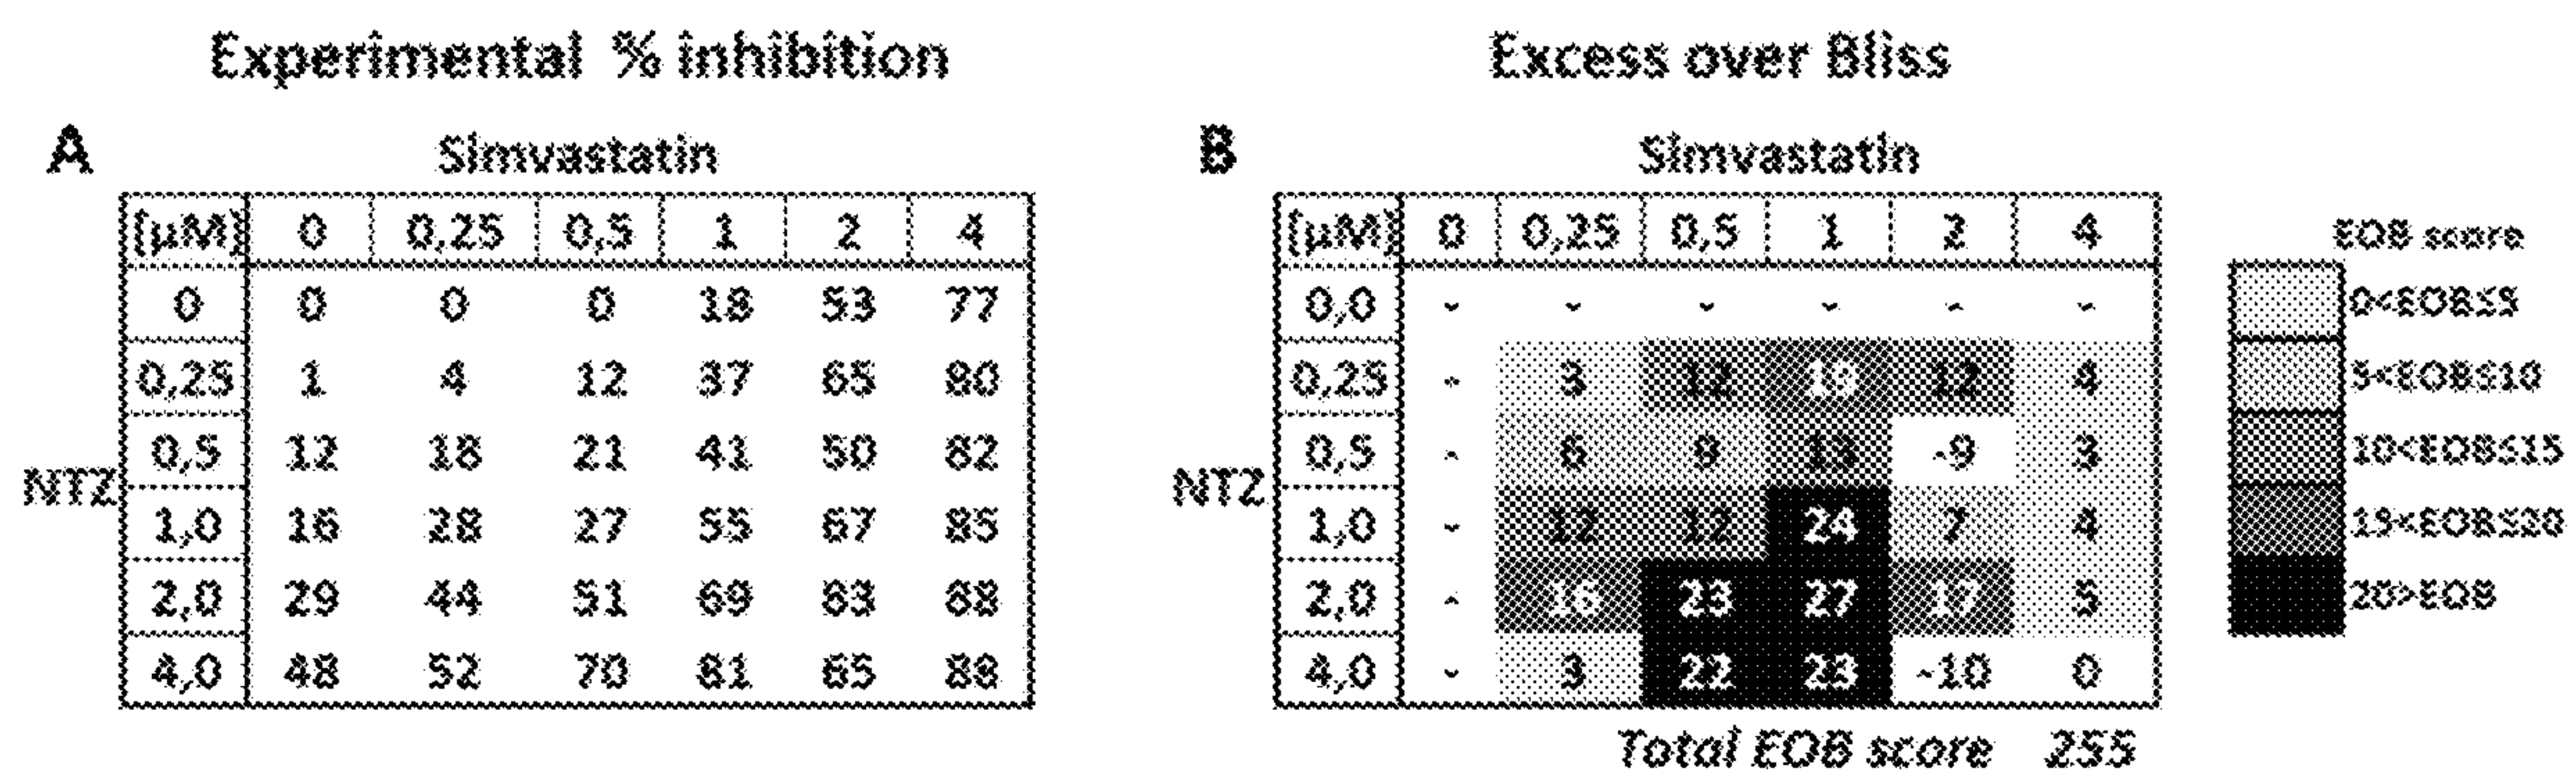 Experimental % inhibition
Excess over Bliss
A
Simvastatin
[µM] 0 0,25 0,5 1 2 4
0 0 0 0 18 53 77
0,25 1 4 12 37 65 80
0,5 12 18 21 41 50 82
NTZ
1,0 16 28 27 55 67 85
2,0 29 44 51 69 83 88
4,0 48 52 70 81 65 88
B
Simvastatin
[µM] 0 0,25 0,5 1 2 4
0,0 - - - - - -
0,25 - 3 12 19 12 4
0,5 - 6 9 13 -9 3
NTZ
1,0 - 12 12 24 7 4
2,0 - 16 23 27 17 5
4,0 - 3 22 23 -10 0
Total EOB score 255
EOB score
0<EOB≤5
5<EOB≤10
10<EOB≤15
15<EOB≤20
20>EOB